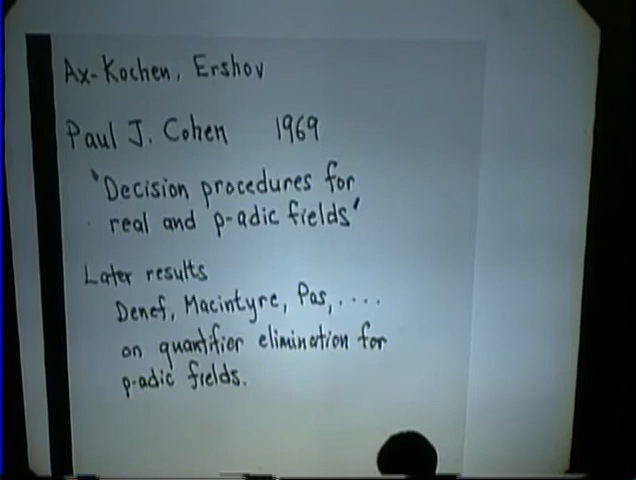 Ax-Kochen, Ershov
Paul J. Cohen 1969
"Decision procedures for
real and p-adic fields"
Later results
Denef, Macintyre, Pas, ....
on quantifier elimination for
p-adic fields.